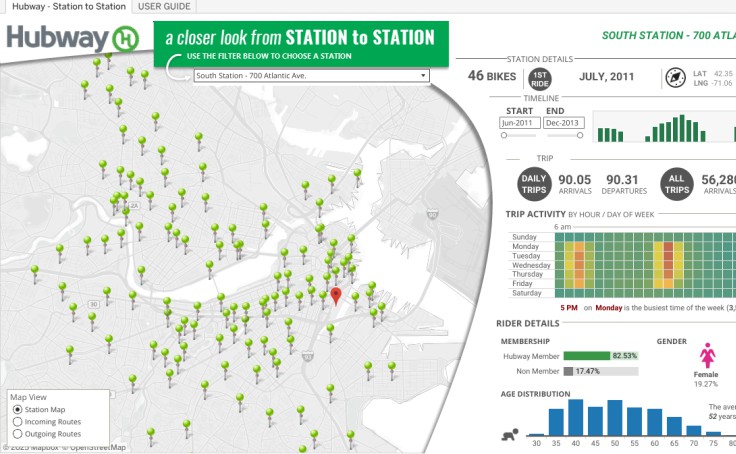 Hubway - Station to Station
USER GUIDE
Hubway
a closer look from STATION to STATION
USE THE FILTER BELOW TO CHOOSE A STATION
South Station - 700 Atlantic Ave.
SOUTH STATION - 700 ATLA
STATION DETAILS
46 BIKES
1ST RIDE
JULY, 2011
LAT 42.35
LNG -71.06
TIMELINE
START END
Jun-2011 Dec-2013
TRIP
DAILY TRIPS
90.05 ARRIVALS
90.31 DEPARTURES
ALL TRIPS
56,280 ARRIVALS
TRIP ACTIVITY BY HOUR / DAY OF WEEK
6 am
Sunday
Monday
Tuesday
Wednesday
Thursday
Friday
Saturday
5 PM on Monday is the busiest time of the week (3,
RIDER DETAILS
MEMBERSHIP
GENDER
Hubway Member 82.53%
Non Member 17.47%
Female
19.27%
AGE DISTRIBUTION
The aver
52 years
30 35 40 45 50 55 60 65 70 75 80
2A
30
Map View
Station Map
Incoming Routes
Outgoing Routes
© 2025 Mapbox © OpenStreetMap